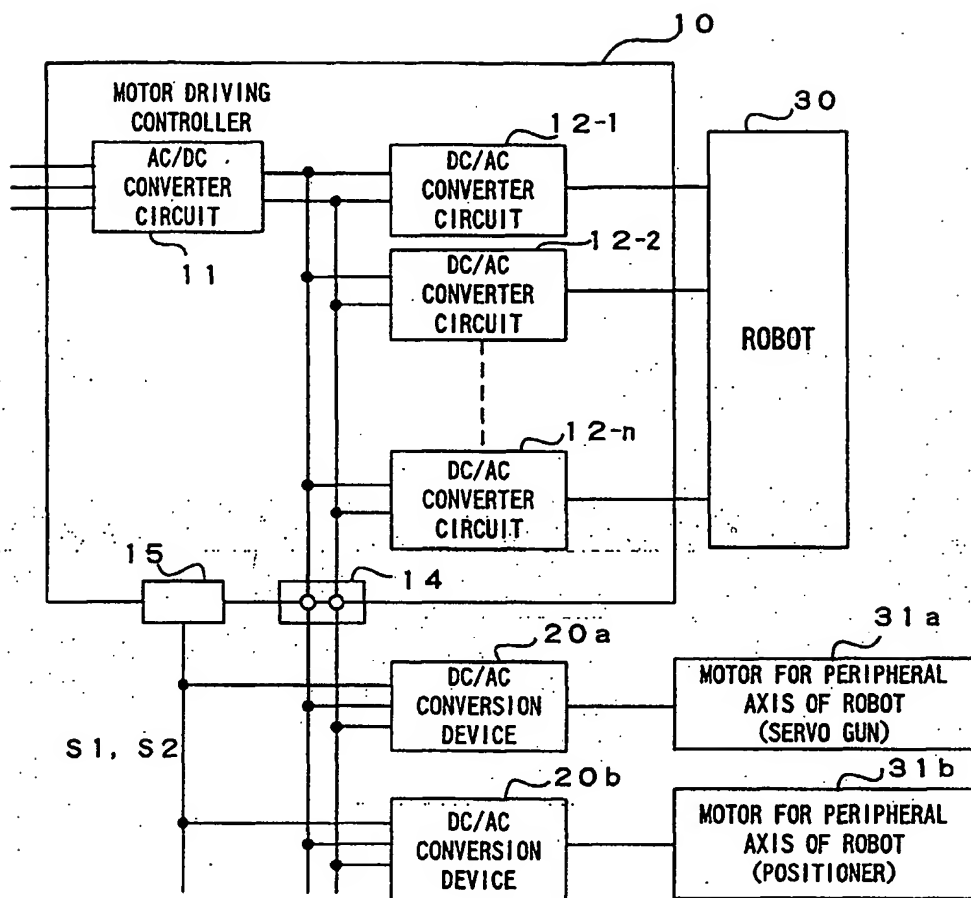 10
MOTOR DRIVING
CONTROLLER
AC/DC
CONVERTER
CIRCUIT
11
12-1
DC/AC
CONVERTER
CIRCUIT
12-2
DC/AC
CONVERTER
CIRCUIT
12-n
DC/AC
CONVERTER
CIRCUIT
30
ROBOT
15
14
S1, S2
20a
DC/AC
CONVERSION
DEVICE
31a
MOTOR FOR PERIPHERAL
AXIS OF ROBOT
(SERVO GUN)
20b
DC/AC
CONVERSION
DEVICE
31b
MOTOR FOR PERIPHERAL
AXIS OF ROBOT
(POSITIONER)